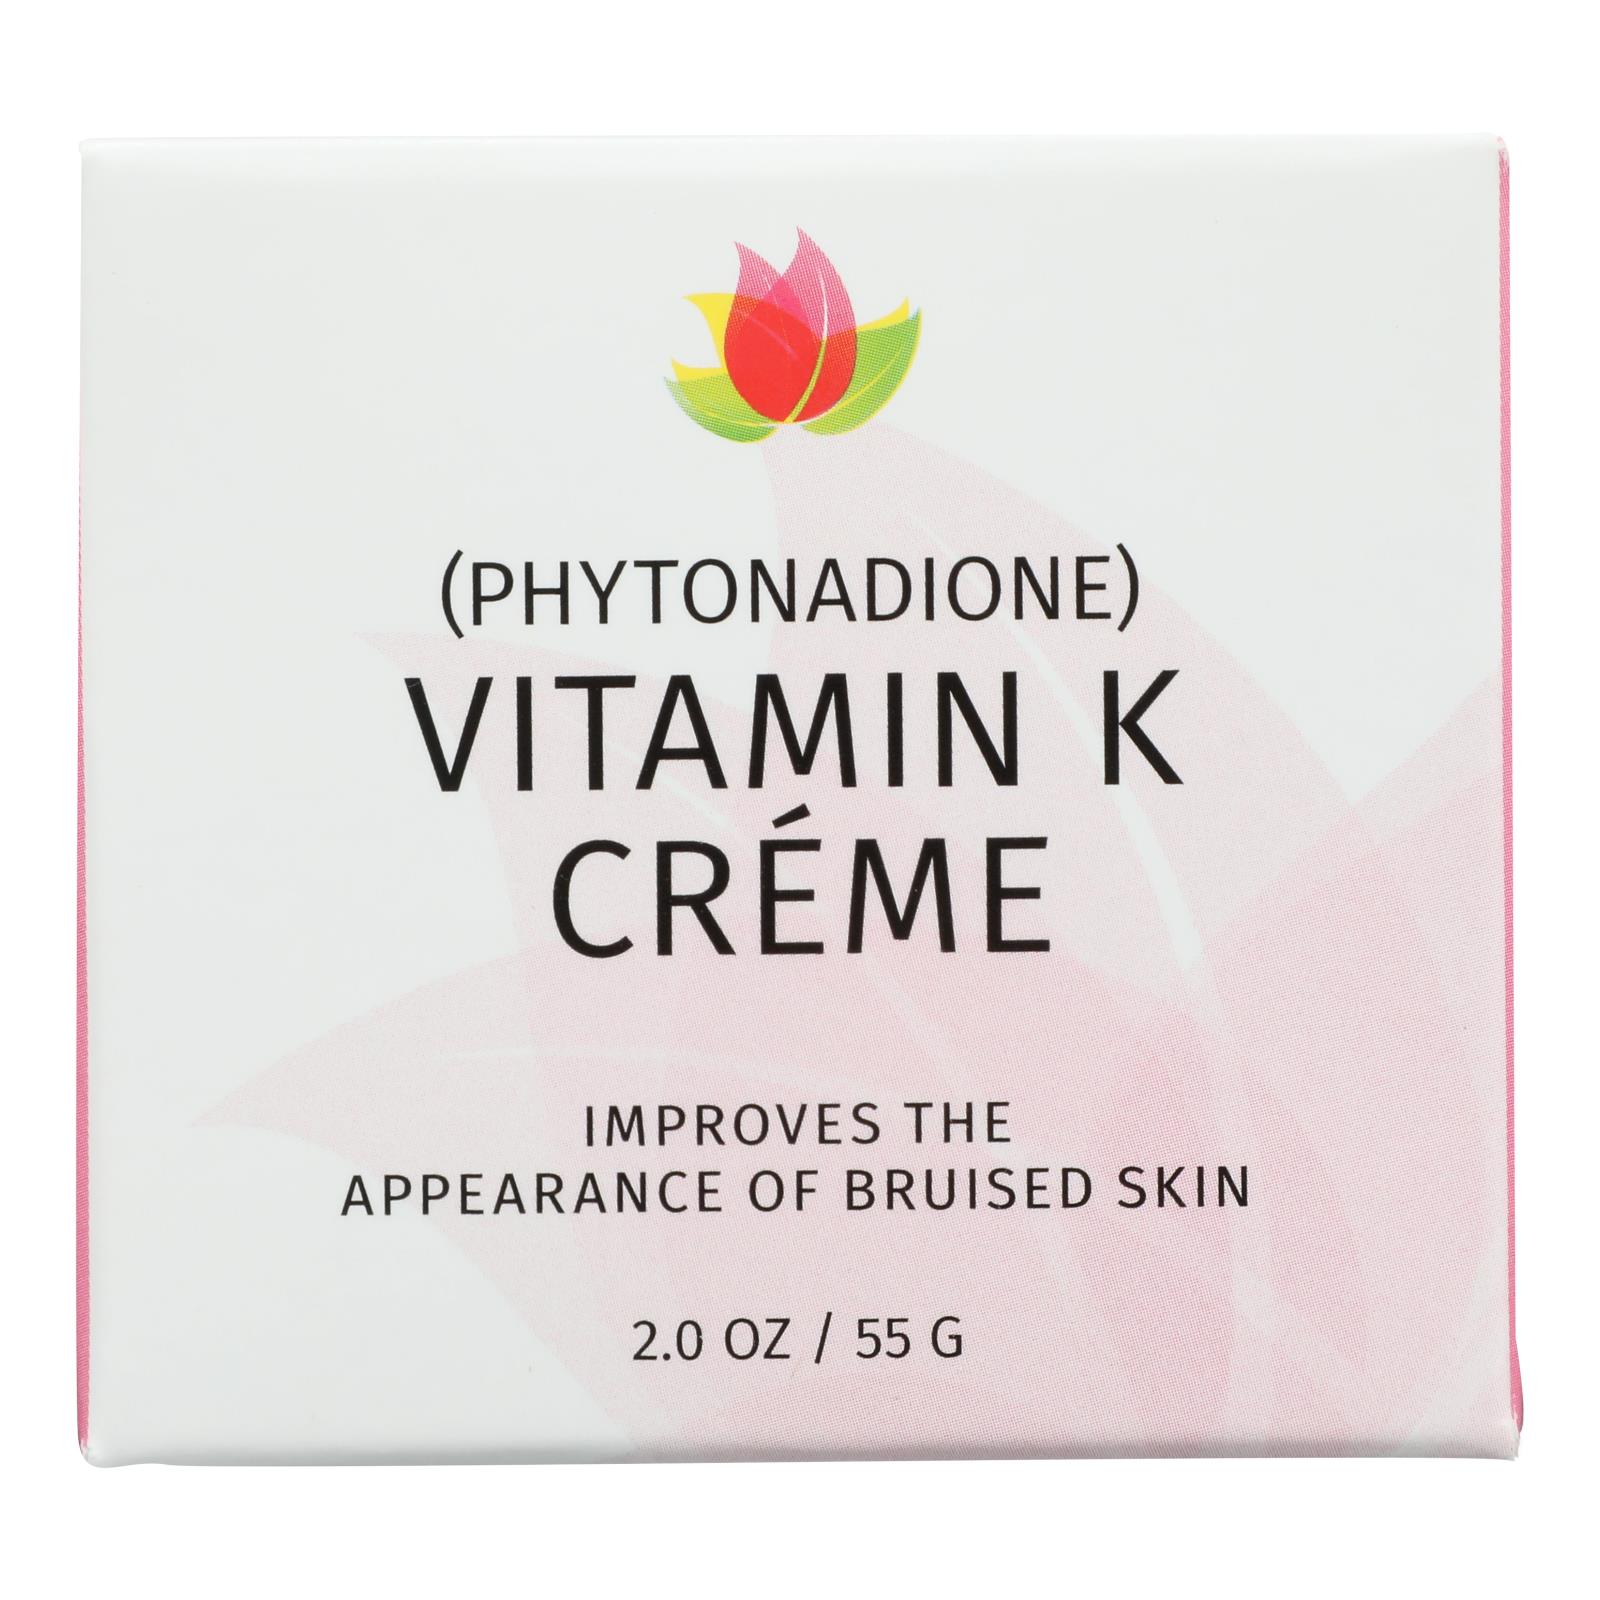 (PHYTONADIONE)
VITAMIN K
CRÉME
IMPROVES THE
APPEARANCE OF BRUISED SKIN
2.0 OZ / 55 G